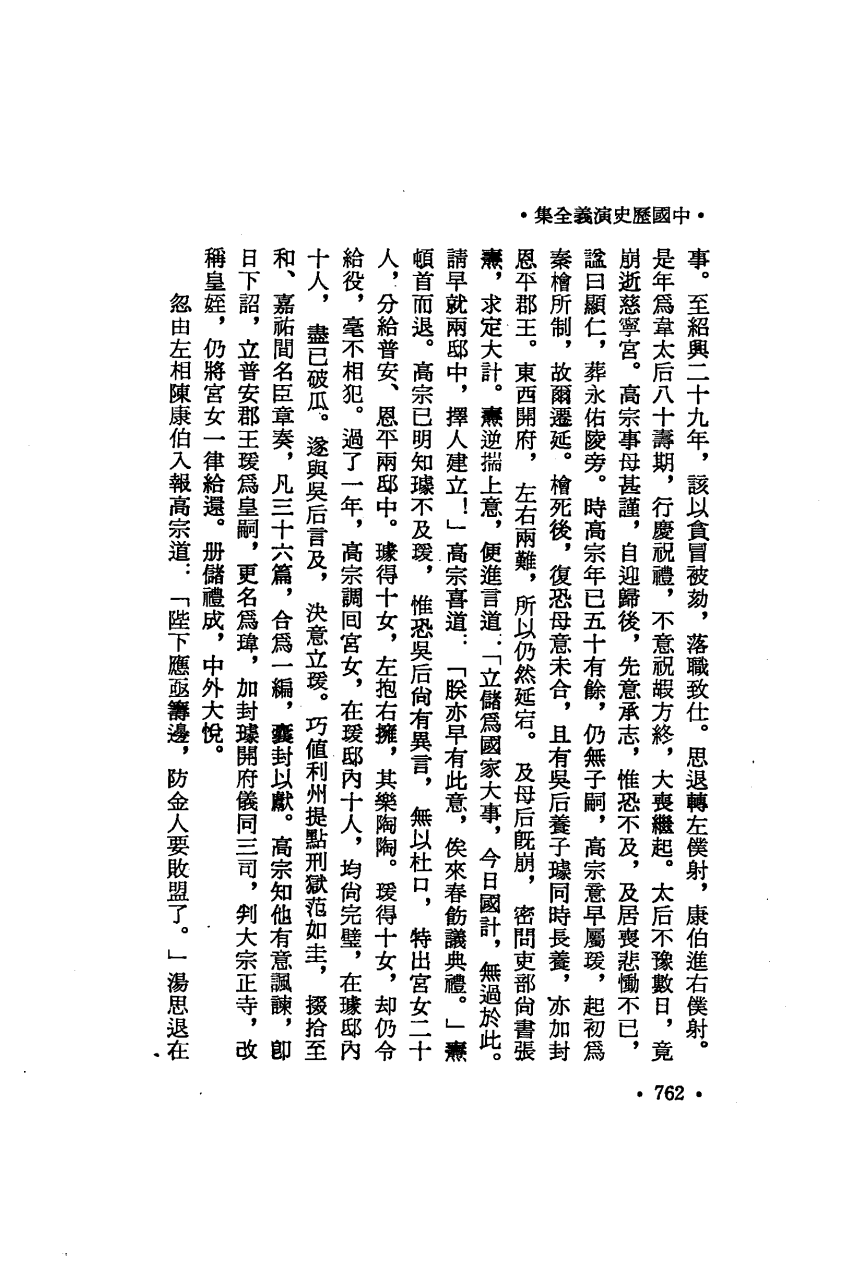 •中國歷史演義全集•
事。至紹興二十九年，該以貪冒被劾，落職致仕。思退轉左僕射，康伯進右僕射。
是年爲韋太后八十壽期，行慶祝禮，不意祝嘏方終，大喪繼起。太后不豫數日，竟
崩逝慈寧宮。高宗事母甚謹，自迎歸後，先意承志，惟恐不及，及居喪悲慟不已，
諡曰顯仁，葬永佑陵旁。時高宗年已五十有餘，仍無子嗣，高宗意早屬瑗，起初爲
秦檜所制，故爾遷延。檜死後，復恐母意未合，且有吳后養子璩同時長養，亦加封
恩平郡王。東西開府，左右兩難，所以仍然延宕。及母后旣崩，密問吏部尙書張
燾，求定大計。燾逆揣上意，便進言道：「立儲爲國家大事，今日國計，無過於此。
請早就兩邸中，擇人建立！」高宗喜道：「朕亦早有此意，俟來春飭議典禮。」燾
頓首而退。高宗已明知璩不及瑗，惟恐吳后尙有異言，無以杜口，特出宮女二十
人，分給普安、恩平兩邸中。璩得十女，左抱右擁，其樂陶陶。瑗得十女，却仍令
給役，毫不相犯。過了一年，高宗調囘宮女，在瑗邸內十人，均尙完璧，在璩邸內
十人，盡已破瓜。遂與吳后言及，決意立瑗。巧値利州提點刑獄范如圭，掇拾至
和、嘉祐間名臣章奏，凡三十六篇，合爲一編，囊封以獻。高宗知他有意諷諫，卽
日下詔，立普安郡王瑗爲皇嗣，更名爲瑋，加封璩開府儀同三司，判大宗正寺，改
稱皇姪，仍將宮女一律給還。册儲禮成，中外大悅。
忽由左相陳康伯入報高宗道：「陛下應亟籌邊，防金人要敗盟了。」湯思退在
•762•